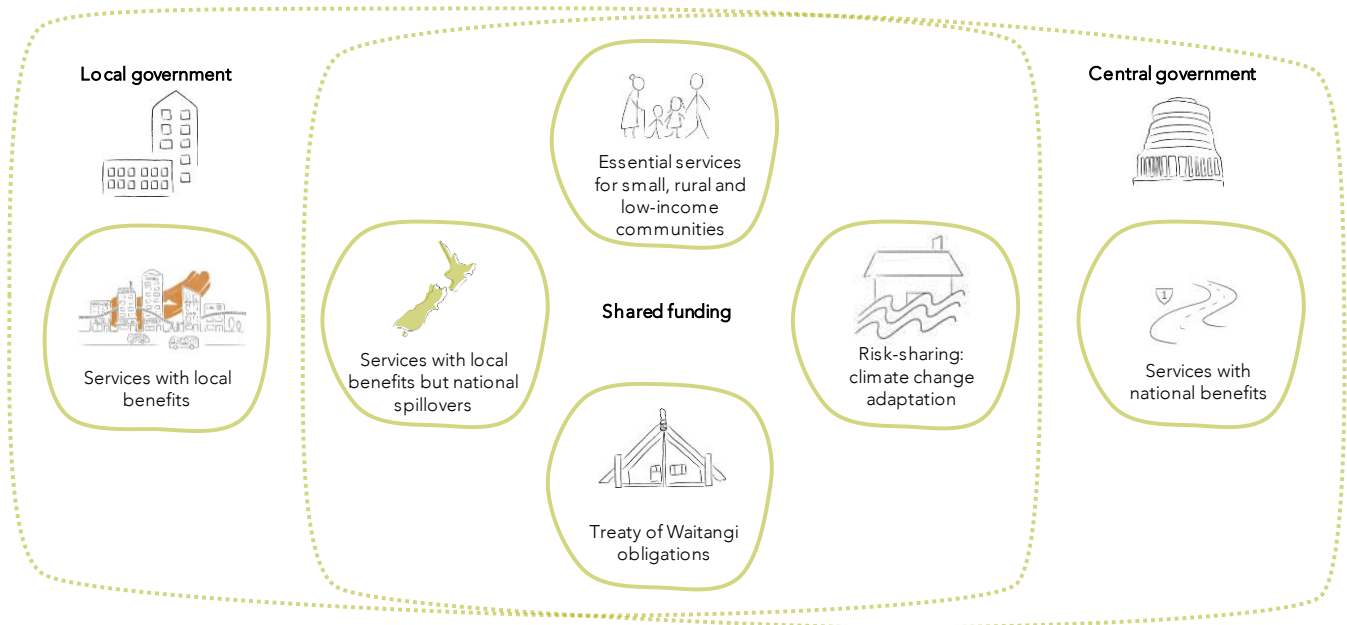 Local government
Central government
Essential services
for small, rural and
low-income
communities
Services with local
benefits
Services with local
benefits but national
spillovers
Shared funding
Risk-sharing:
climate change
adaptation
1
Services with
national benefits
Treaty of Waitangi
obligations